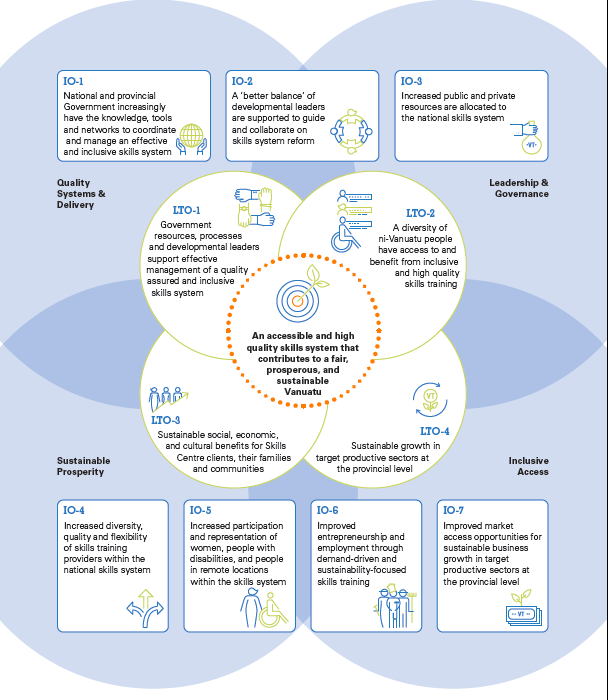 IO-1
National and provincial
Government increasingly
have the knowledge, tools
and networks to coordinate
and manage an effective
and inclusive skills system
IO-2
A ‘better balance’ of
developmental leaders
are supported to guide
and collaborate on
skills system reform
IO-3
Increased public and private
resources are allocated to
the national skills system
-VT-
Quality
Systems &
Delivery
Leadership &
Governance
LTO-1
Government
resources, processes
and developmental leaders
support effective
management of a quality
assured and inclusive
skills system
LTO-2
A diversity of
ni-Vanuatu people
have access to and
benefit from inclusive
and high quality
skills training
An accessible and high
quality skills system that
contributes to a fair,
prosperous, and
sustainable
Vanuatu
LTO-3
Sustainable social, economic,
and cultural benefits for Skills
Centre clients, their families
and communities
VT
LTO-4
Sustainable growth in
target productive sectors at
the provincial level
Sustainable
Prosperity
Inclusive
Access
IO-4
Increased diversity,
quality and flexibility
of skills training
providers within the
national skills system
IO-5
Increased participation
and representation of
women, people with
disabilities, and people
in remote locations
within the skills system
IO-6
Improved
entrepreneurship and
employment through
demand-driven and
sustainability-focused
skills training
IO-7
Improved market
access opportunities for
sustainable business
growth in target
productive sectors at
the provincial level
VT